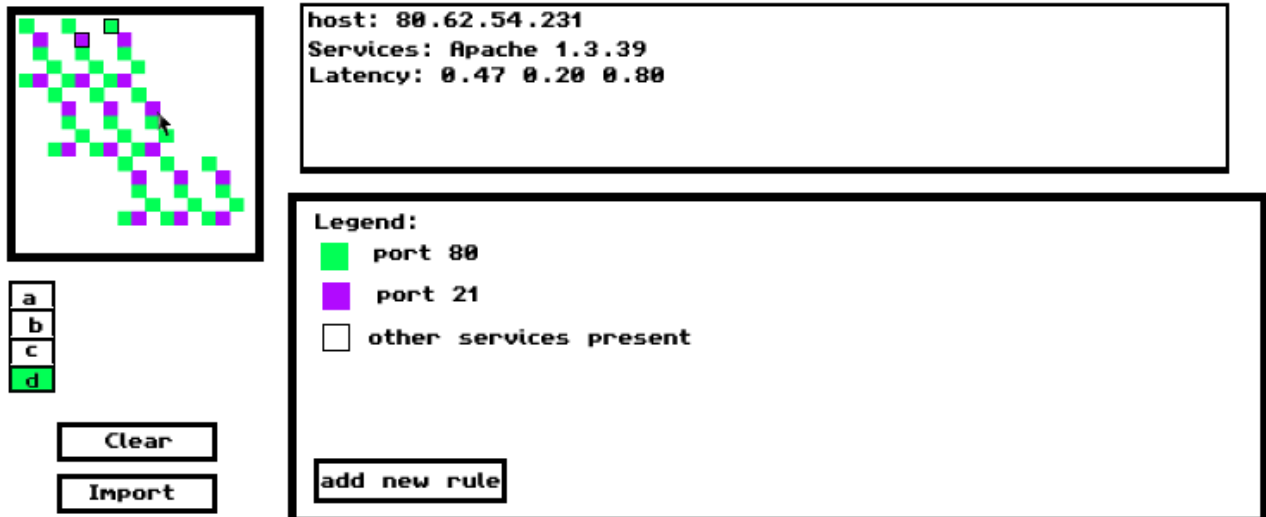 host: 80.62.54.231
Services: Apache 1.3.39
Latency: 0.47 0.20 0.80
Legend:
port 80
port 21
other services present
add new rule
a
b
c
d
Clear
Import